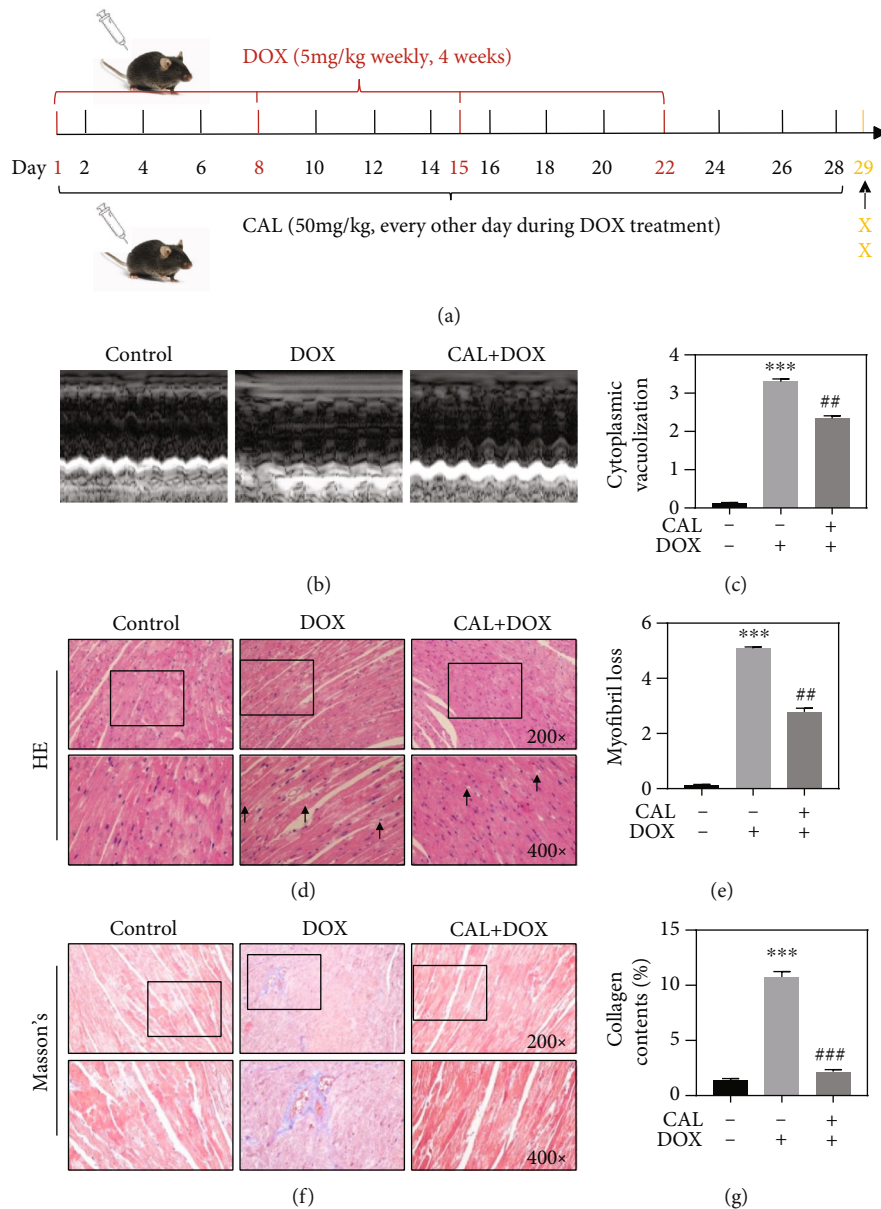 DOX (5mg/kg weekly, 4 weeks)
Day 1 2 4 6 8 10 12 14 15 16 18 20 22 24 26 28 29
CAL (50mg/kg, every other day during DOX treatment)
X
X
(a)
Control DOX CAL+DOX
(b)
Cytoplasmic
vacuolization
4
3
2
1
0
***
##
CAL − − +
DOX − + +
(c)
Control DOX CAL+DOX
HE
200×
400×
(d)
Myofibril loss
6
4
2
0
***
##
CAL − − +
DOX − + +
(e)
Control DOX CAL+DOX
Masson's
200×
400×
(f)
Collagen
contents (%)
15
10
5
0
***
###
CAL − − +
DOX − + +
(g)